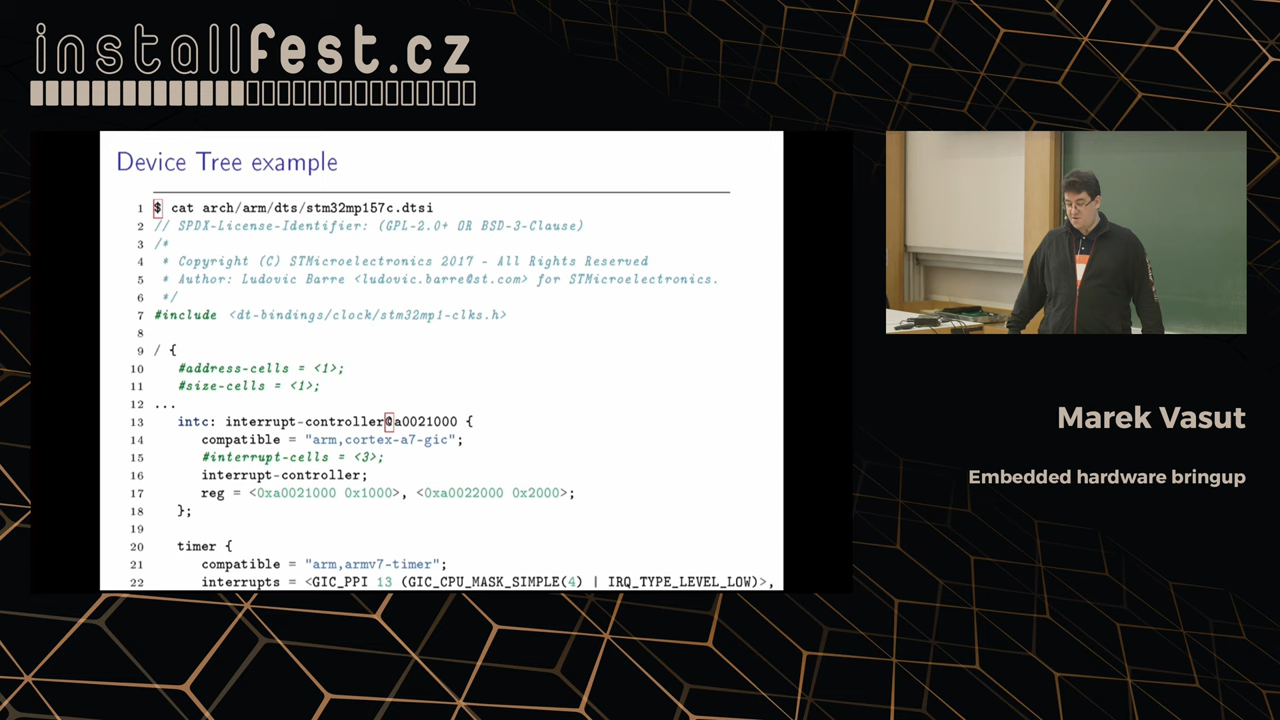 installfest.cz
Device Tree example
1 $ cat arch/arm/dts/stm32mp157c.dtsi
2 // SPDX-License-Identifier: (GPL-2.0+ OR BSD-3-Clause)
3 /*
4 * Copyright (C) STMicroelectronics 2017 - All Rights Reserved
5 * Author: Ludovic Barre <ludovic.barre@st.com> for STMicroelectronics.
6 */
7 #include <dt-bindings/clock/stm32mp1-clks.h>
8
9 / {
10 #address-cells = <1>;
11 #size-cells = <1>;
12 ...
13 intc: interrupt-controller@a0021000 {
14 compatible = "arm,cortex-a7-gic";
15 #interrupt-cells = <3>;
16 interrupt-controller;
17 reg = <0xa0021000 0x1000>, <0xa0022000 0x2000>;
18 };
19
20 timer {
21 compatible = "arm,armv7-timer";
22 interrupts = <GIC_PPI 13 (GIC_CPU_MASK_SIMPLE(4) | IRQ_TYPE_LEVEL_LOW)>,
Marek Vasut
Embedded hardware bringup